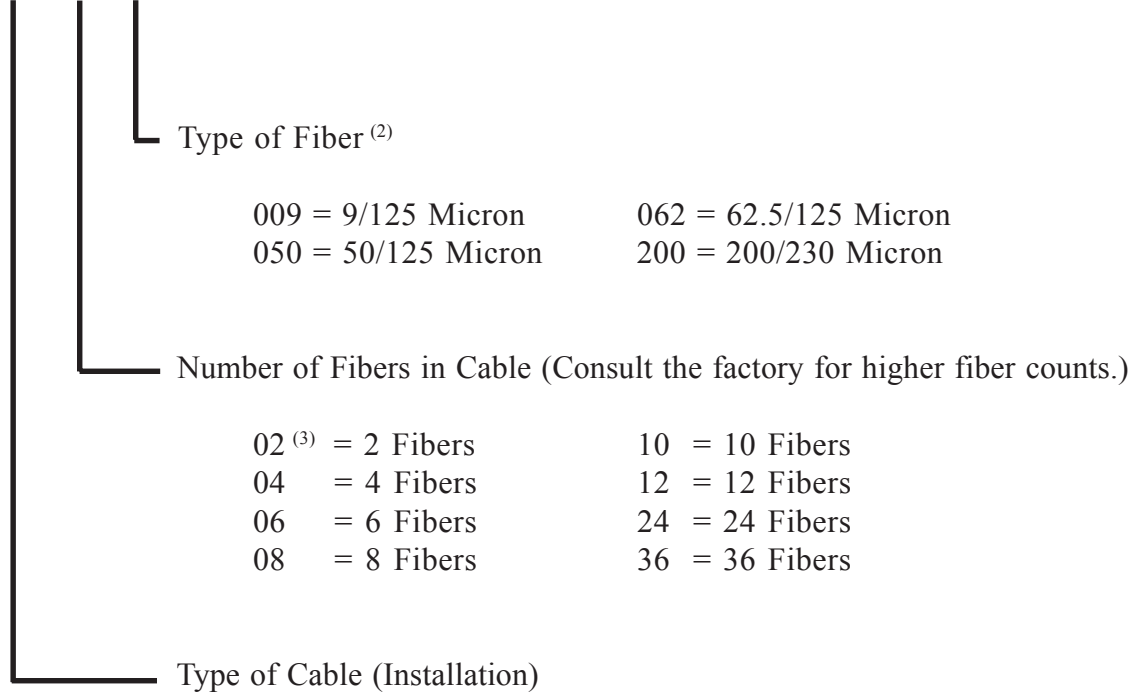 Type of Fiber (2)
009 = 9/125 Micron 062 = 62.5/125 Micron
050 = 50/125 Micron 200 = 200/230 Micron
Number of Fibers in Cable (Consult the factory for higher fiber counts.)
02 (3) = 2 Fibers 10 = 10 Fibers
04 = 4 Fibers 12 = 12 Fibers
06 = 6 Fibers 24 = 24 Fibers
08 = 8 Fibers 36 = 36 Fibers
Type of Cable (Installation)